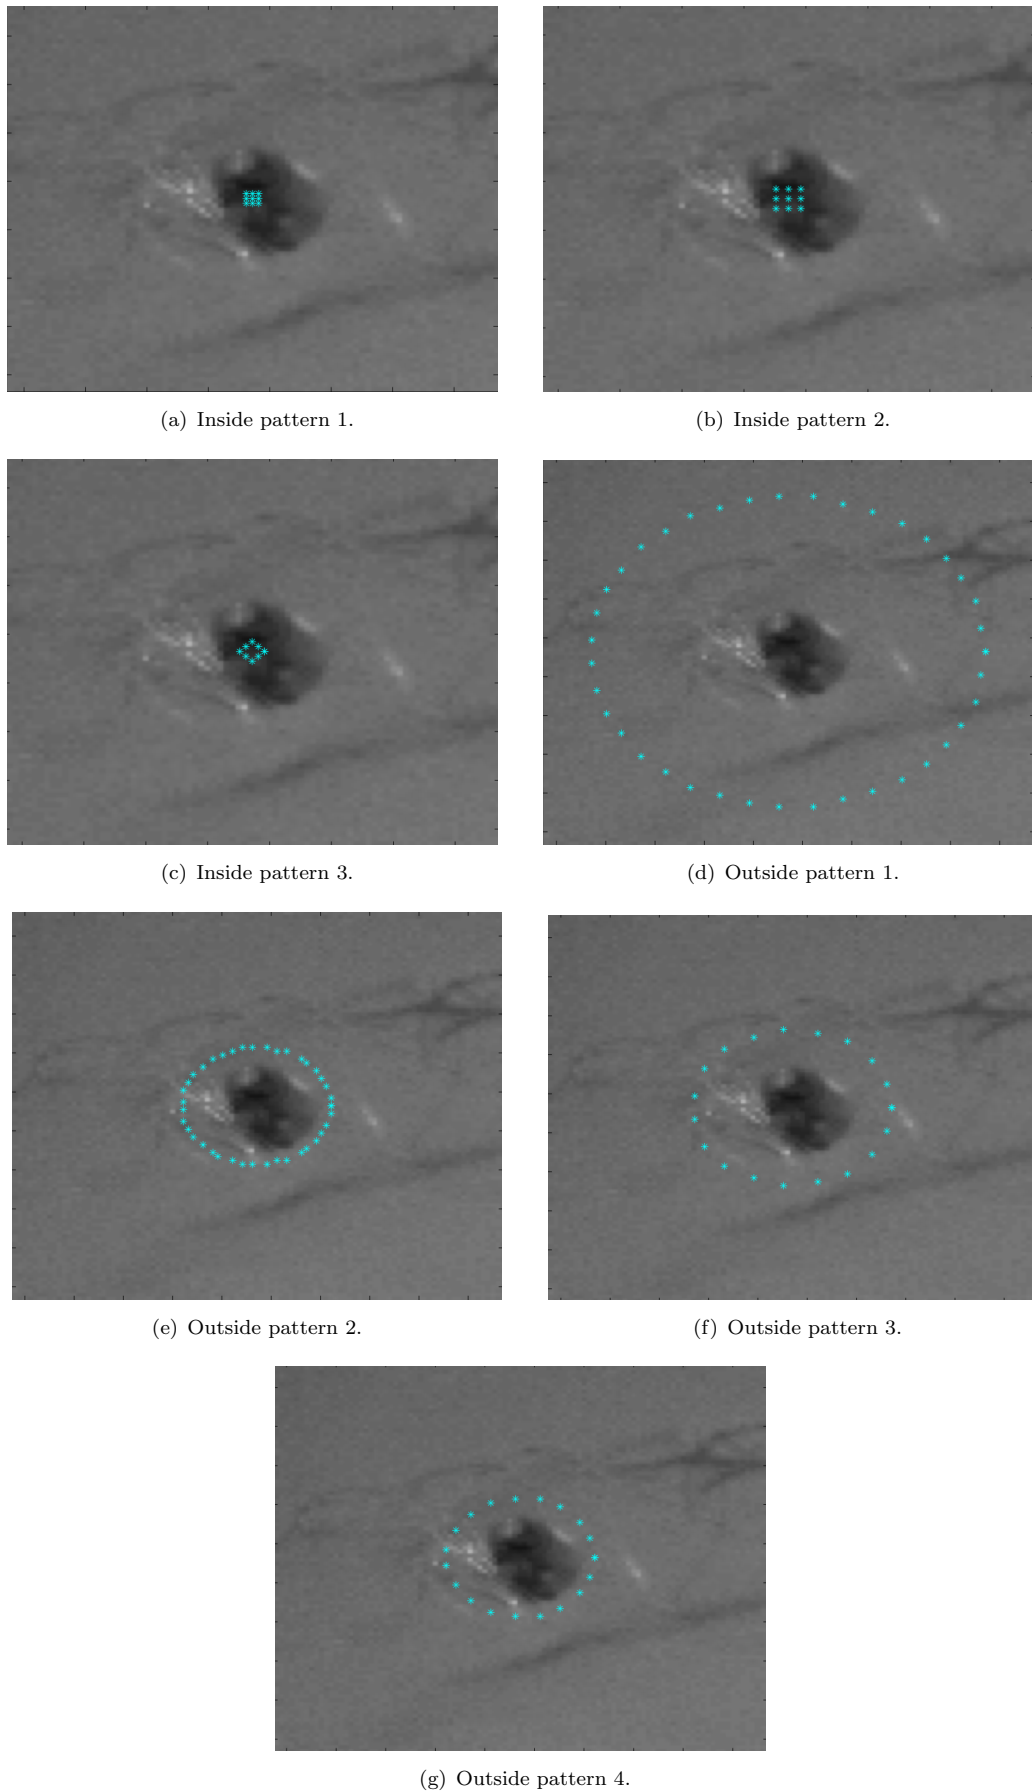 (a) Inside pattern 1.
(b) Inside pattern 2.
(c) Inside pattern 3.
(d) Outside pattern 1.
(e) Outside pattern 2.
(f) Outside pattern 3.
(g) Outside pattern 4.